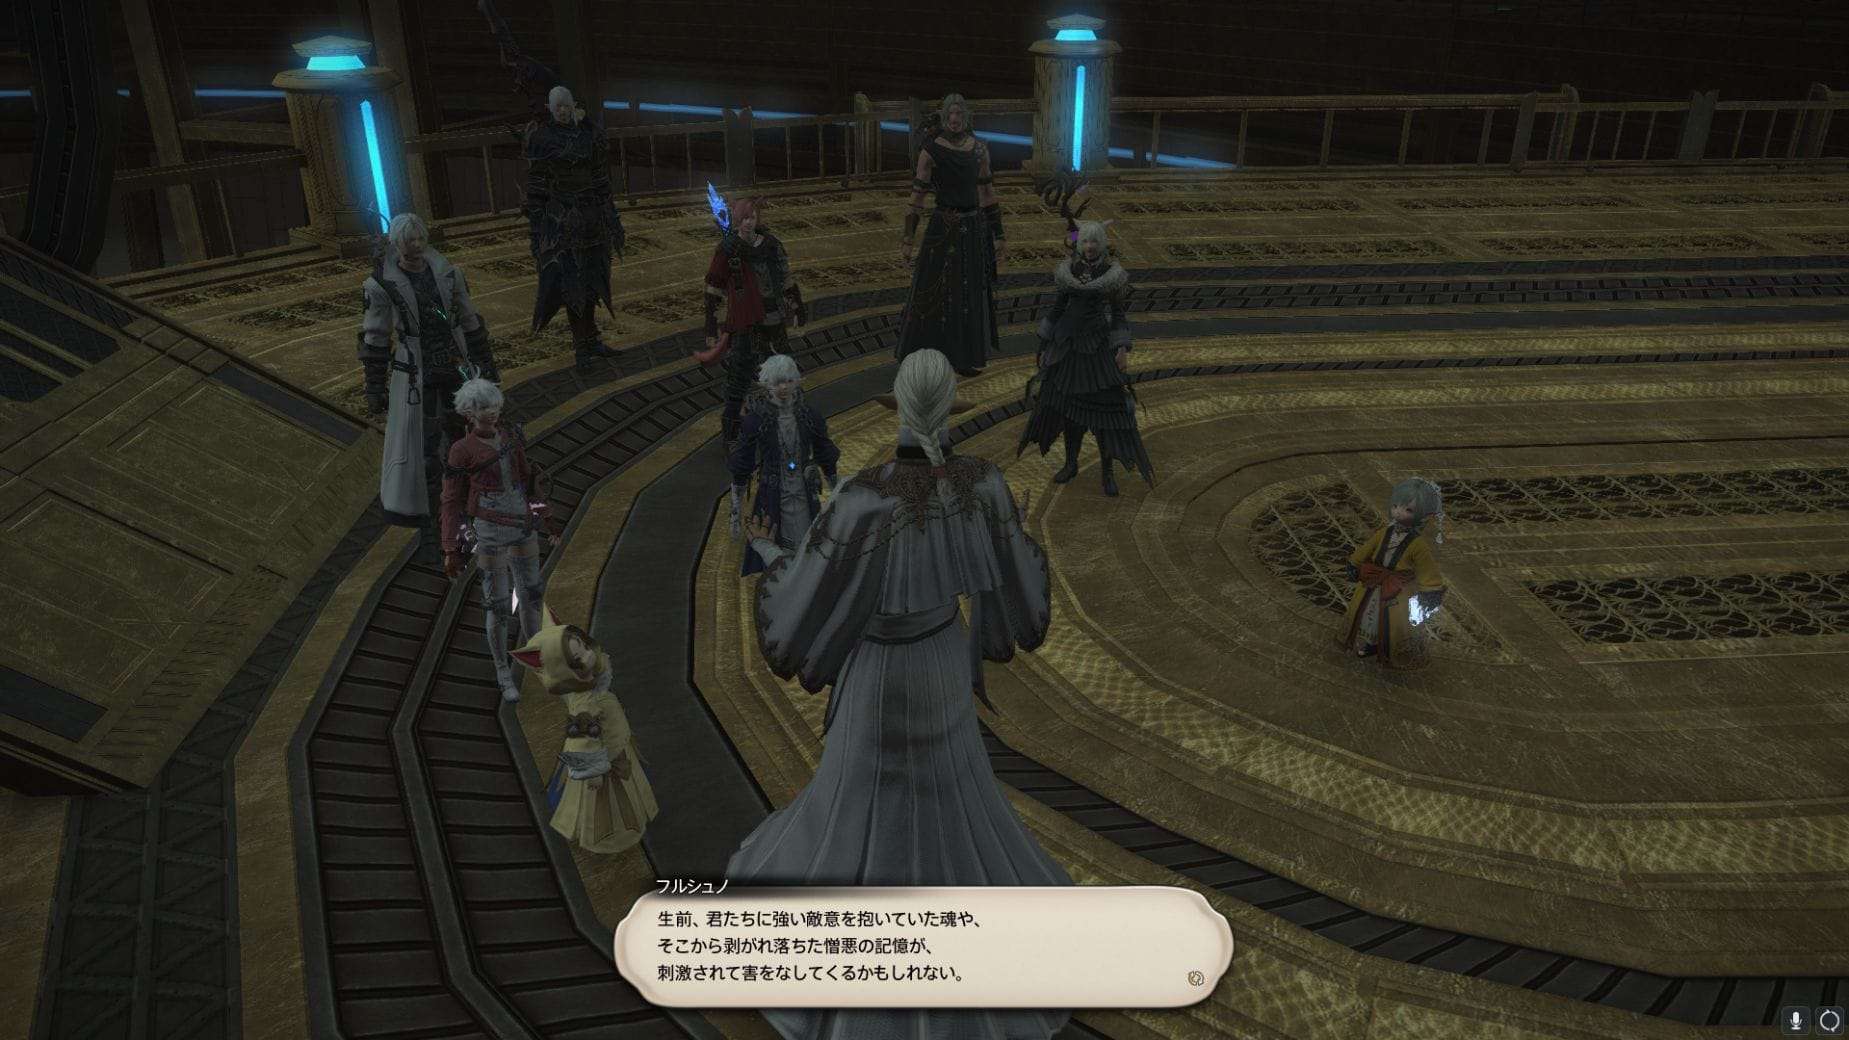 フルシュノ
生前、君たちに強い敵意を抱いていた魂や、
そこから剥がれ落ちた憎悪の記憶が、
刺激されて害をなしてくるかもしれない。